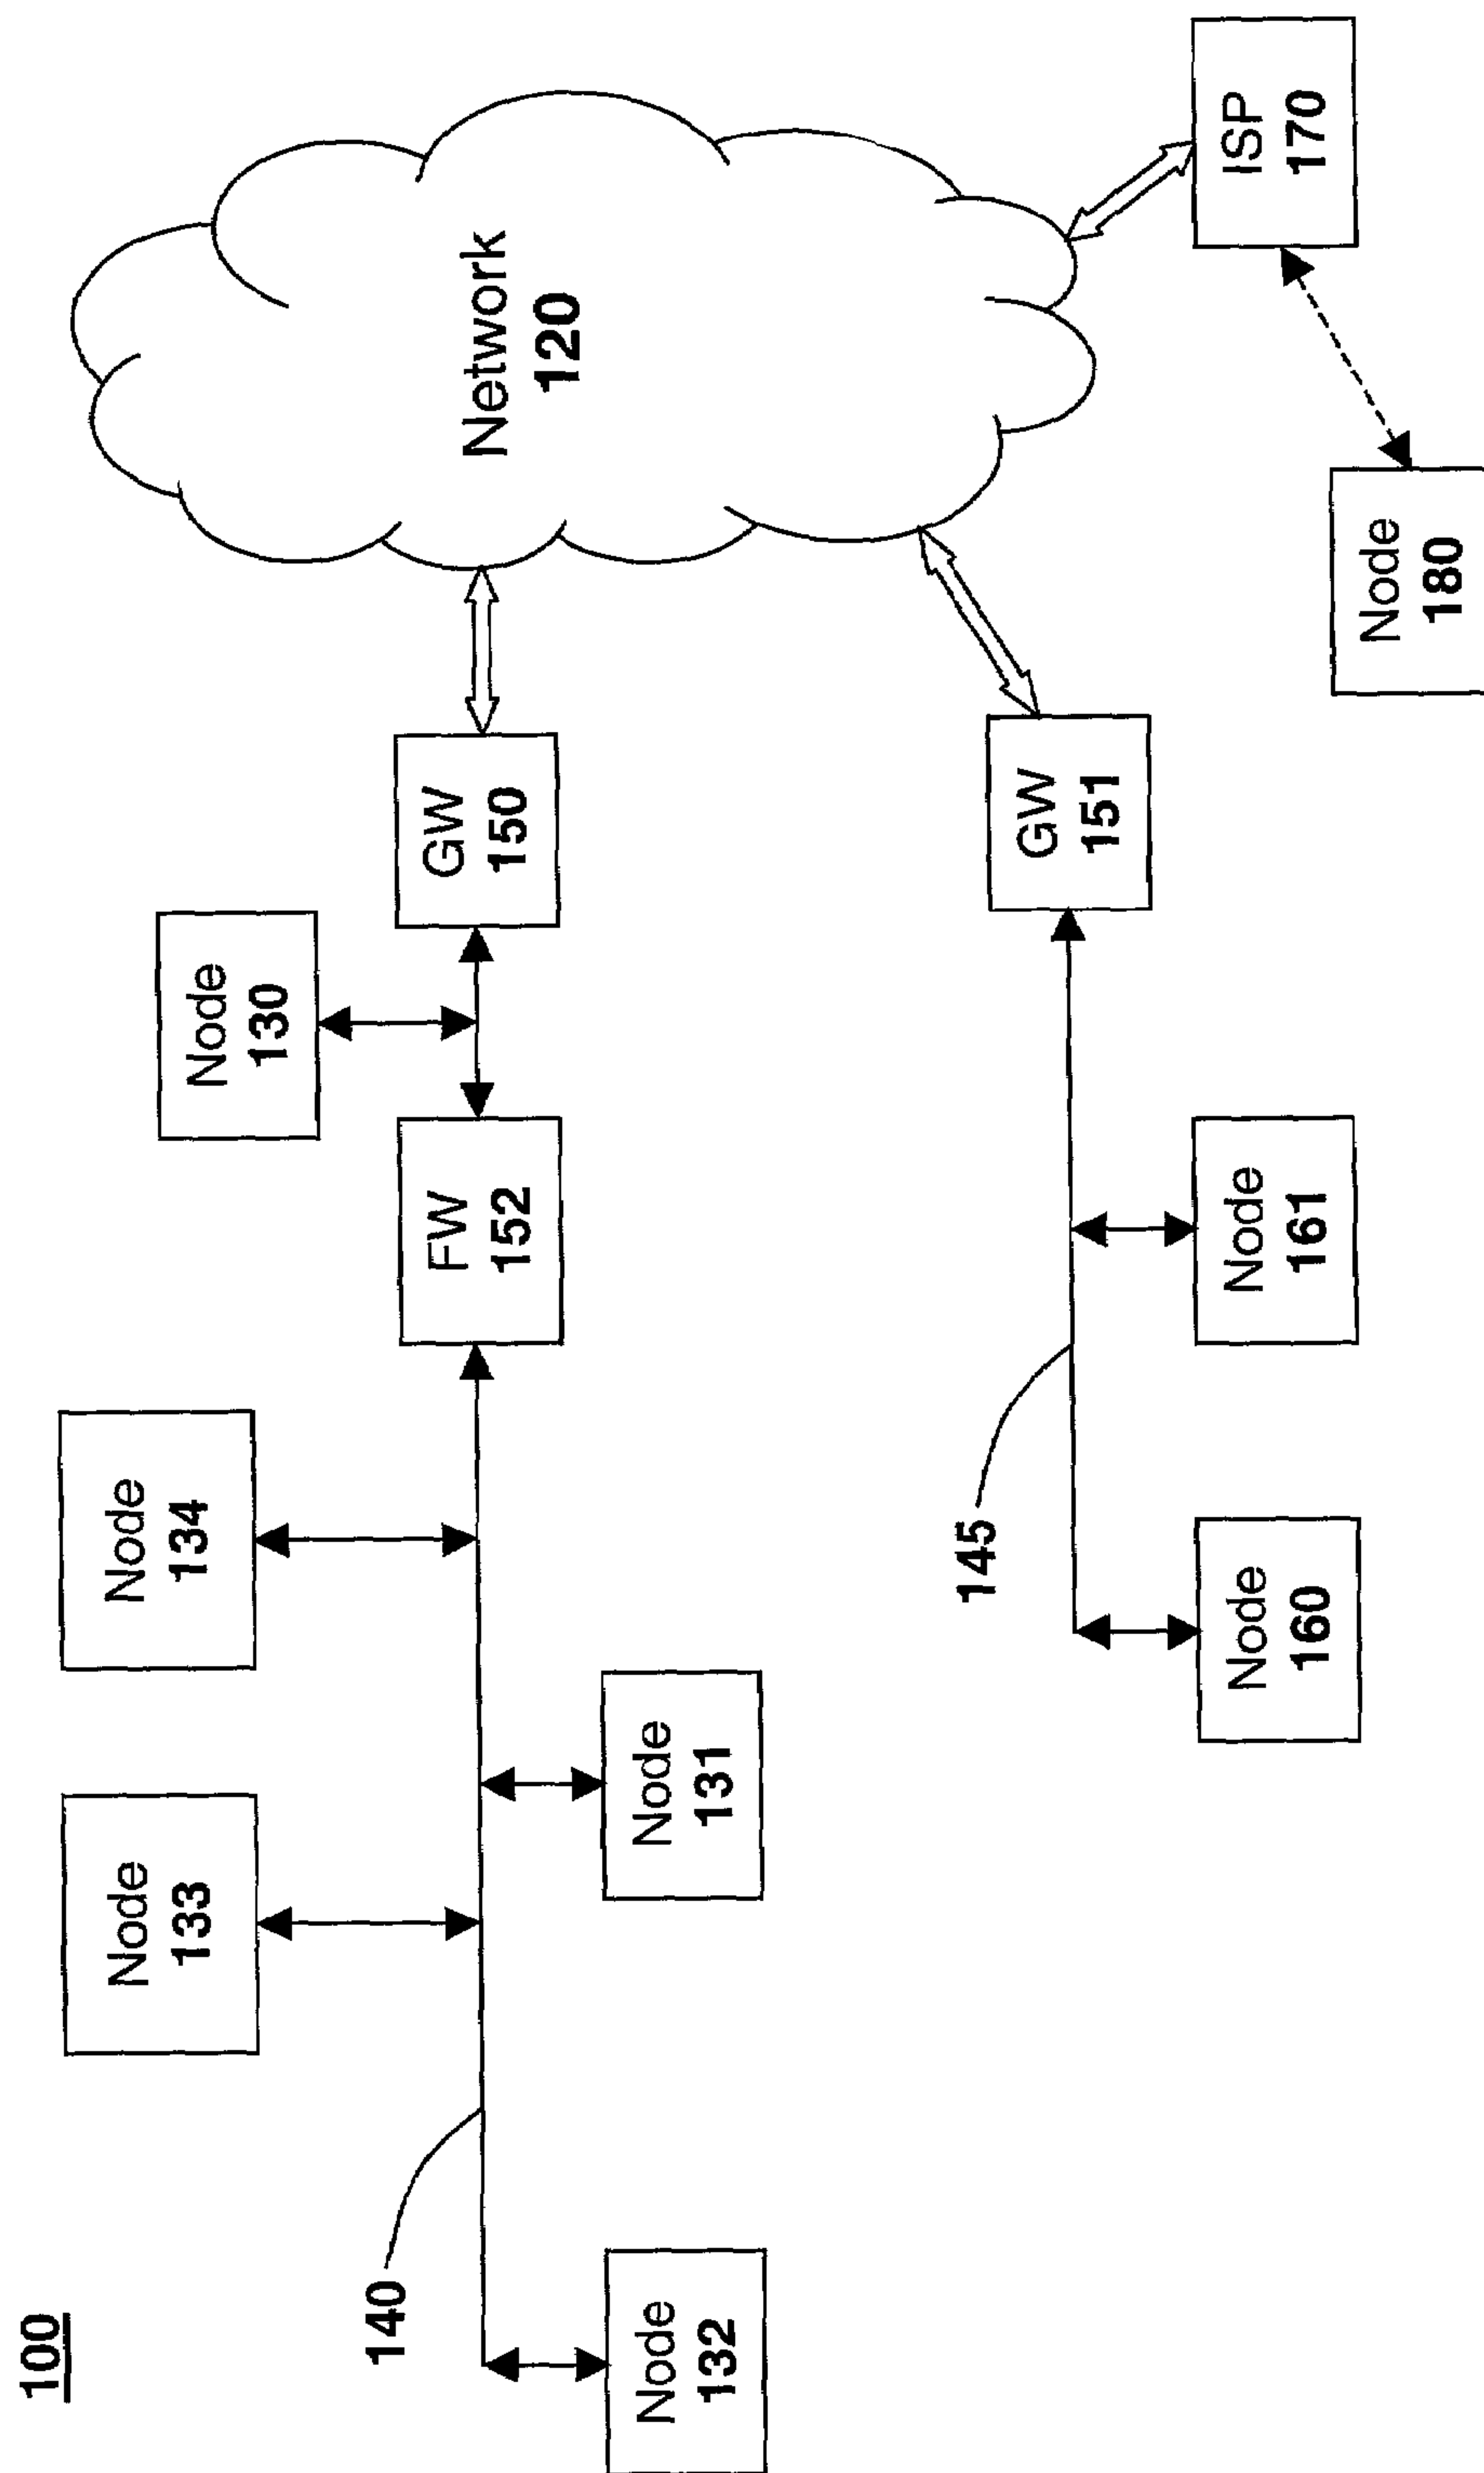 100
Node
132
140
Node
133
Node
131
Node
134
FW
152
Node
130
GW
150
Network
120
145
Node
160
Node
161
GW
151
Node
180
ISP
170